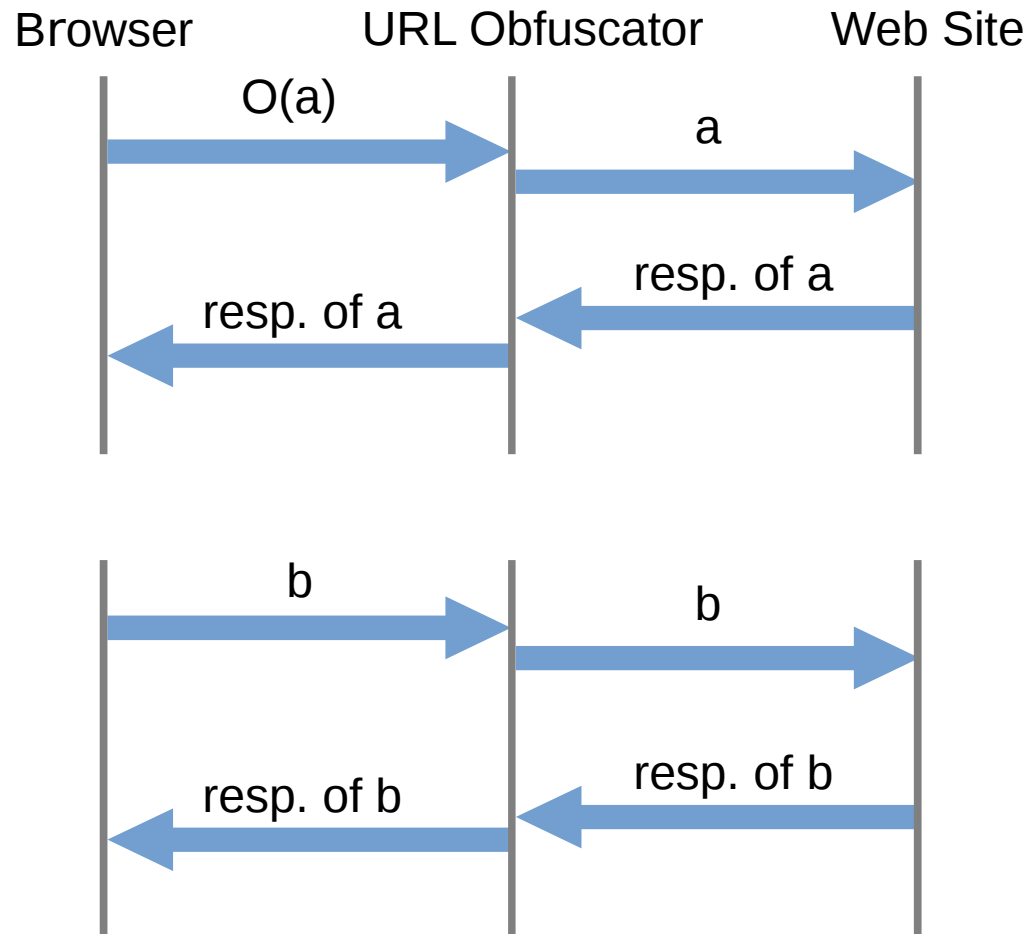 Browser
URL Obfuscator
Web Site
O(a)
a
resp. of a
resp. of a
b
b
resp. of b
resp. of b